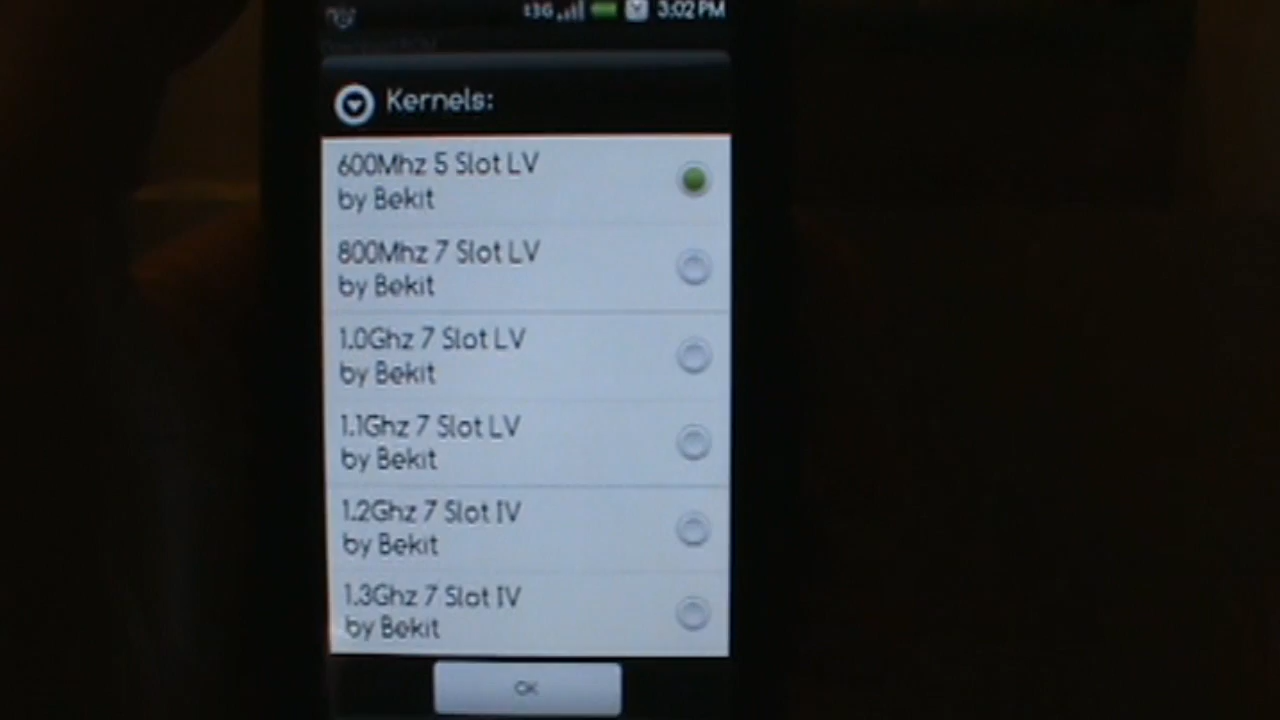 3G 3:02 PM
Kernels:
600Mhz 5 Slot LV
by Bekit
800Mhz 7 Slot LV
by Bekit
1.0Ghz 7 Slot LV
by Bekit
1.1Ghz 7 Slot LV
by Bekit
1.2Ghz 7 Slot IV
by Bekit
1.3Ghz 7 Slot IV
by Bekit
OK